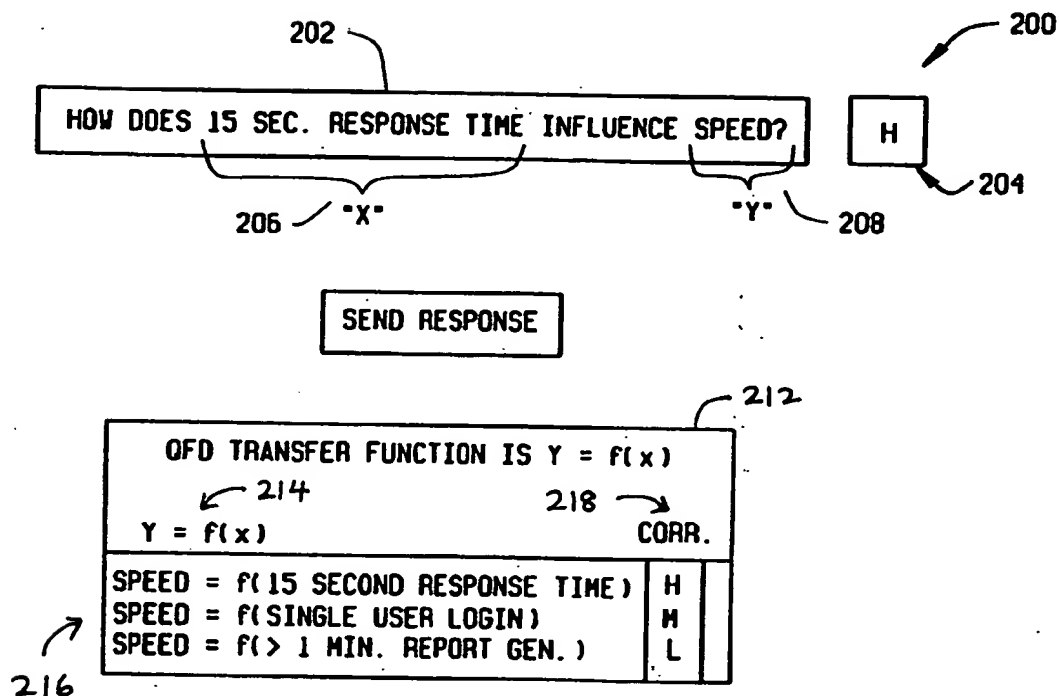 202
200
HOW DOES 15 SEC. RESPONSE TIME INFLUENCE SPEED?
H
204
206
"X"
"Y"
208
SEND RESPONSE
212
QFD TRANSFER FUNCTION IS Y = f(x)
214
218
Y = f(x) CORR.
SPEED = f(15 SECOND RESPONSE TIME) H
SPEED = f(SINGLE USER LOGIN) M
SPEED = f(> 1 MIN. REPORT GEN.) L
216